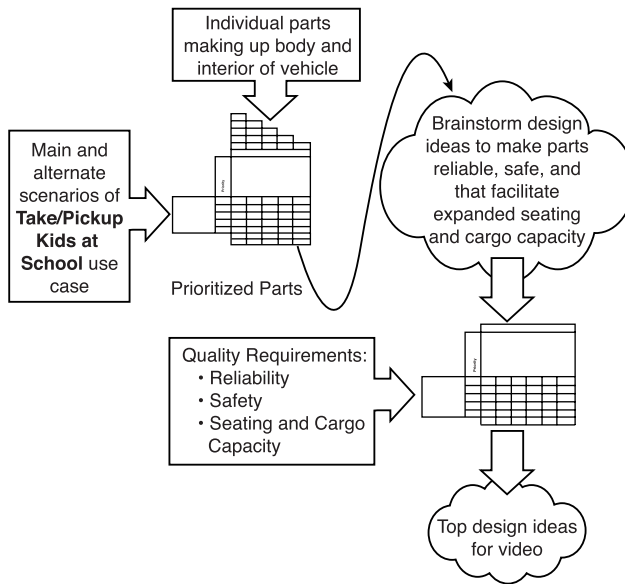 Individual parts
making up body and
interior of vehicle
Main and
alternate
scenarios of
Take/Pickup
Kids at
School use
case
Priority
Prioritized Parts
Brainstorm design
ideas to make parts
reliable, safe, and
that facilitate
expanded seating
and cargo capacity
Quality Requirements:
• Reliability
• Safety
• Seating and Cargo
Capacity
Priority
Top design ideas
for video